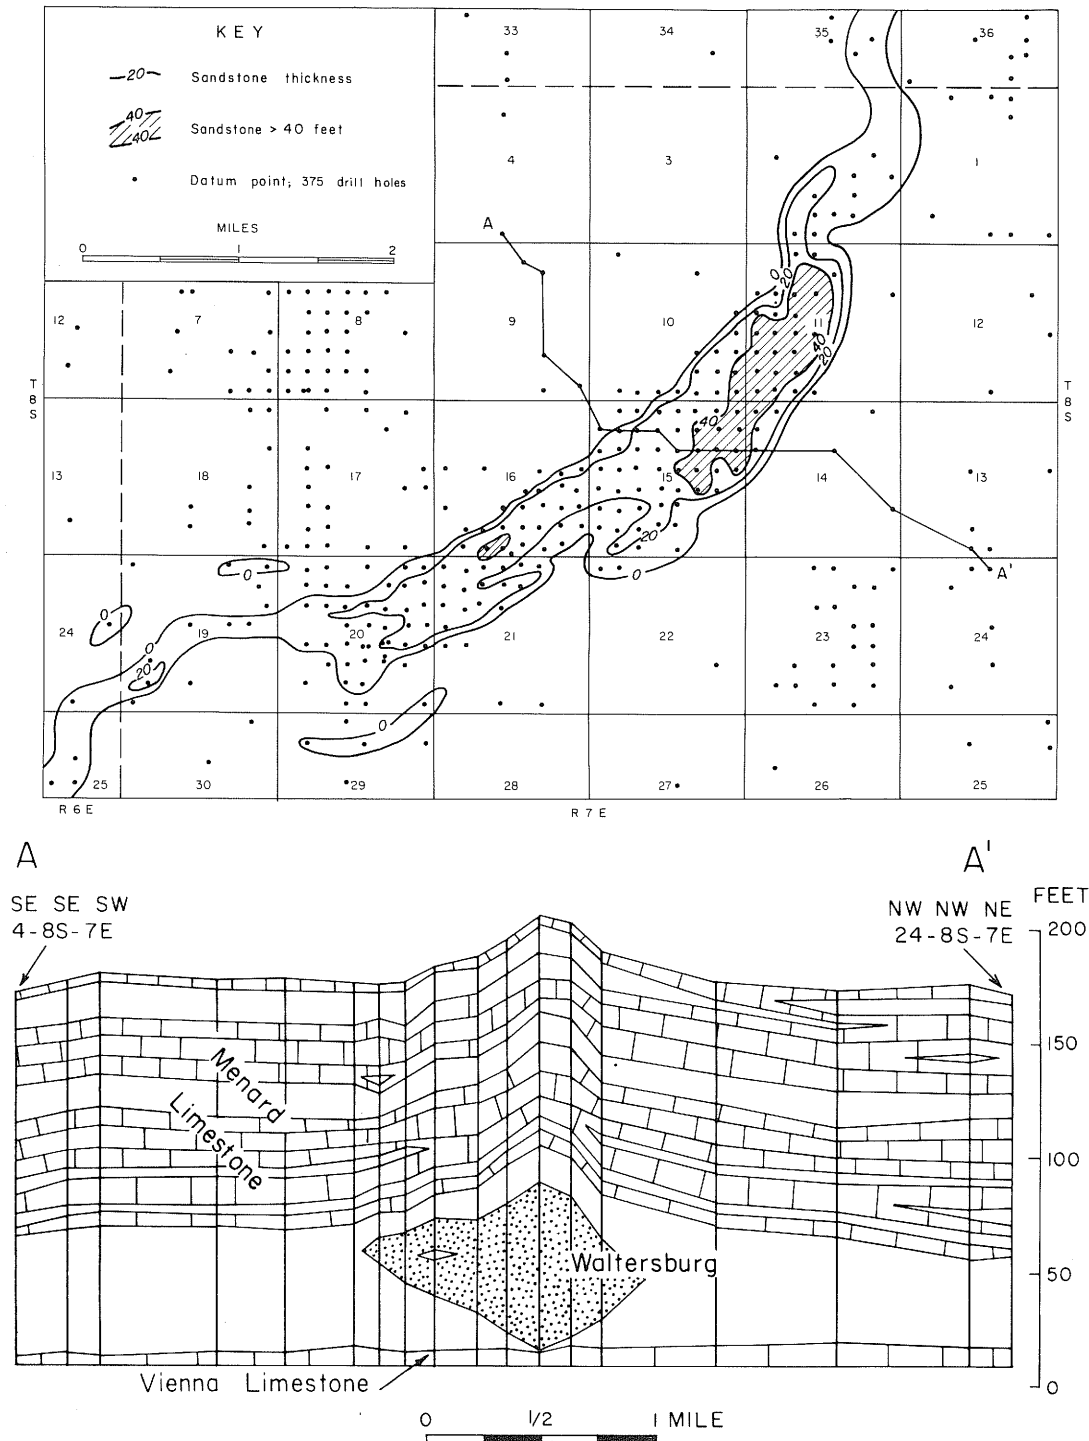 KEY
20 Sandstone thickness
40
40 Sandstone > 40 feet
Datum point; 375 drill holes
MILES
0 1 2
33 34 35 36
4 3 1
A
12 7 8 9 10 11 12
0 20
40
20
T
8
S
T
8
S
40
13 18 17 16 15 14 13
20
0
0
A'
0
0
24 19 20 21 22 23 24
20
0
25 30 29 28 27 26 25
R 6 E
R 7 E
A
A'
SE SE SW
4-8S-7E
NW NW NE
24-8S-7E
FEET
200
150
100
50
0
Menard
Limestone
Waltersburg
Vienna Limestone
0 1/2 1 MILE